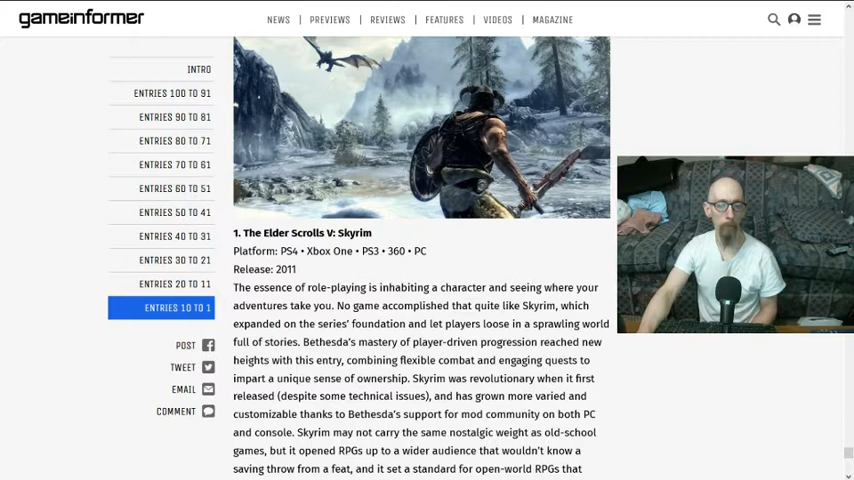 gameinformer
NEWS | PREVIEWS | REVIEWS | FEATURES | VIDEOS | MAGAZINE
INTRO
ENTRIES 100 TO 91
ENTRIES 90 TO 81
ENTRIES 80 TO 71
ENTRIES 70 TO 61
ENTRIES 60 TO 51
ENTRIES 50 TO 41
ENTRIES 40 TO 31
ENTRIES 30 TO 21
ENTRIES 20 TO 11
ENTRIES 10 TO 1
POST
TWEET
EMAIL
COMMENT
1. The Elder Scrolls V: Skyrim
Platform: PS4 • Xbox One • PS3 • 360 • PC
Release: 2011
The essence of role-playing is inhabiting a character and seeing where your
adventures take you. No game accomplished that quite like Skyrim, which
expanded on the series' foundation and let players loose in a sprawling world
full of stories. Bethesda's mastery of player-driven progression reached new
heights with this entry, combining flexible combat and engaging quests to
impart a unique sense of ownership. Skyrim was revolutionary when it first
released (despite some technical issues), and has grown more varied and
customizable thanks to Bethesda's support for mod community on both PC
and console. Skyrim may not carry the same nostalgic weight as old-school
games, but it opened RPGs up to a wider audience that wouldn't know a
saving throw from a feat, and it set a standard for open-world RPGs that